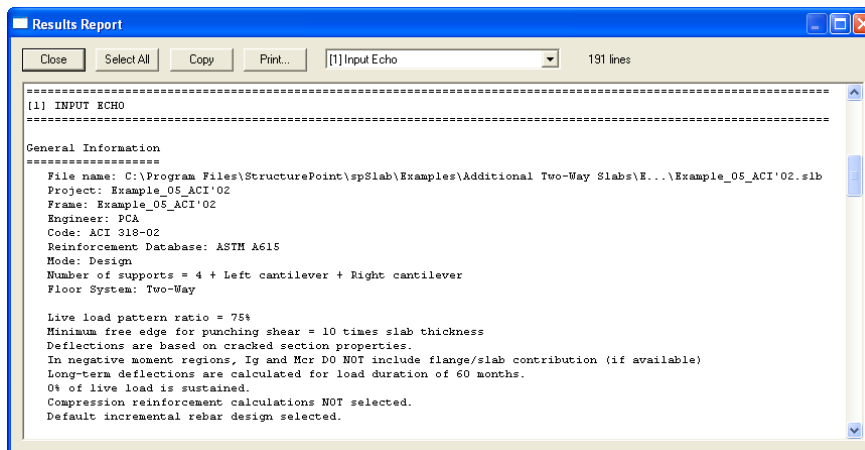 Results Report
Close Select All Copy Print... [1] Input Echo 191 lines
==================================================================================================================
[1] INPUT ECHO
==================================================================================================================
General Information
===================
File name: C:\Program Files\StructurePoint\spSlab\Examples\Additional Two-Way Slabs\E...\Example_05_ACI'02.slb
Project: Example_05_ACI'02
Frame: Example_05_ACI'02
Engineer: PCA
Code: ACI 318-02
Reinforcement Database: ASTM A615
Mode: Design
Number of supports = 4 + Left cantilever + Right cantilever
Floor System: Two-Way
Live load pattern ratio = 75%
Minimum free edge for punching shear = 10 times slab thickness
Deflections are based on cracked section properties.
In negative moment regions, Ig and Mcr DO NOT include flange/slab contribution (if available)
Long-term deflections are calculated for load duration of 60 months.
0% of live load is sustained.
Compression reinforcement calculations NOT selected.
Default incremental rebar design selected.